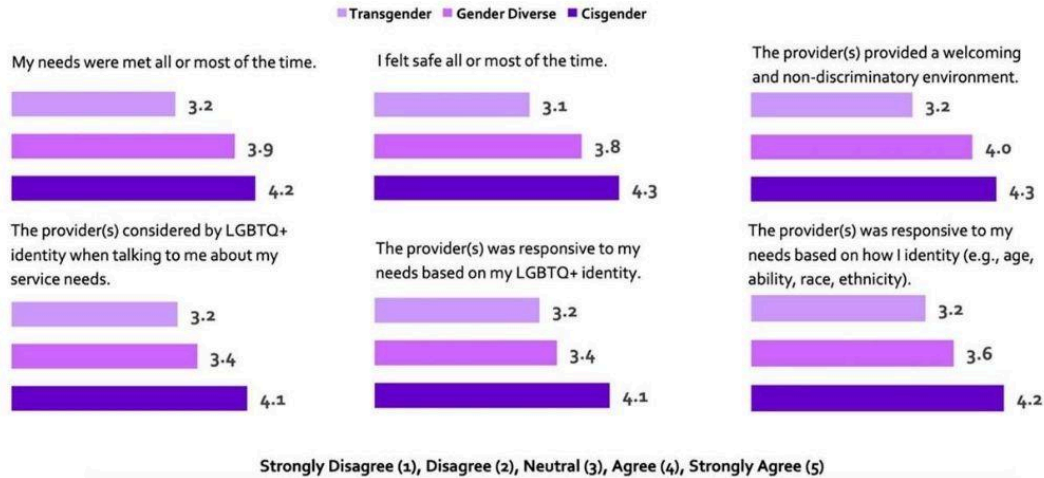 Transgender Gender Diverse Cisgender
My needs were met all or most of the time.
3.2
3.9
4.2
I felt safe all or most of the time.
3.1
3.8
4.3
The provider(s) provided a welcoming
and non-discriminatory environment.
3.2
4.0
4.3
The provider(s) considered by LGBTQ+
identity when talking to me about my
service needs.
3.2
3.4
4.1
The provider(s) was responsive to my
needs based on my LGBTQ+ identity.
3.2
3.4
4.1
The provider(s) was responsive to my
needs based on how I identity (e.g., age,
ability, race, ethnicity).
3.2
3.6
4.2
Strongly Disagree (1), Disagree (2), Neutral (3), Agree (4), Strongly Agree (5)